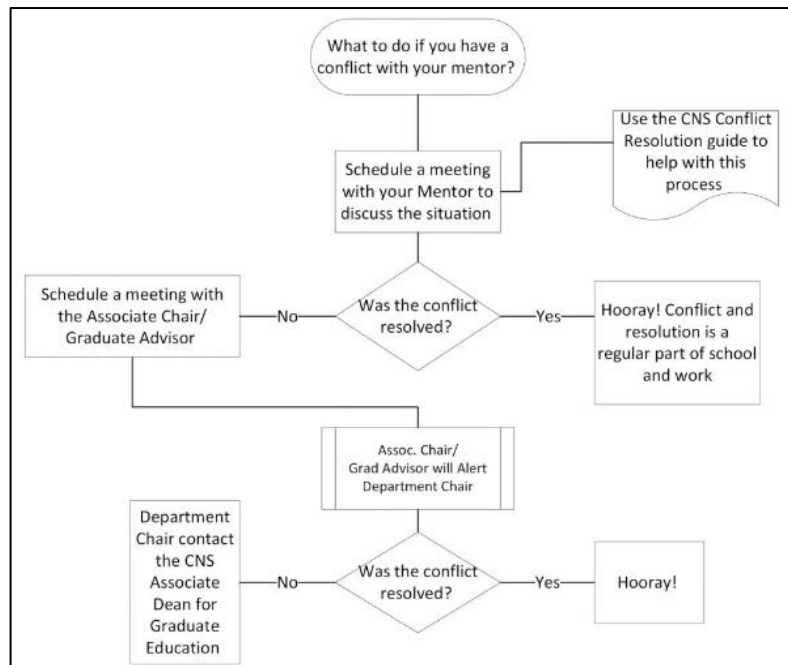 What to do if you have a
conflict with your mentor?
Use the CNS Conflict
Resolution guide to
help with this
process
Schedule a meeting
with your Mentor to
discuss the situation
Schedule a meeting with
the Associate Chair/
Graduate Advisor
No
Was the conflict
resolved?
Yes
Hooray! Conflict and
resolution is a
regular part of school
and work
Assoc. Chair/
Grad Advisor will Alert
Department Chair
Department
Chair contact
the CNS
Associate
Dean for
Graduate
Education
No
Was the conflict
resolved?
Yes
Hooray!